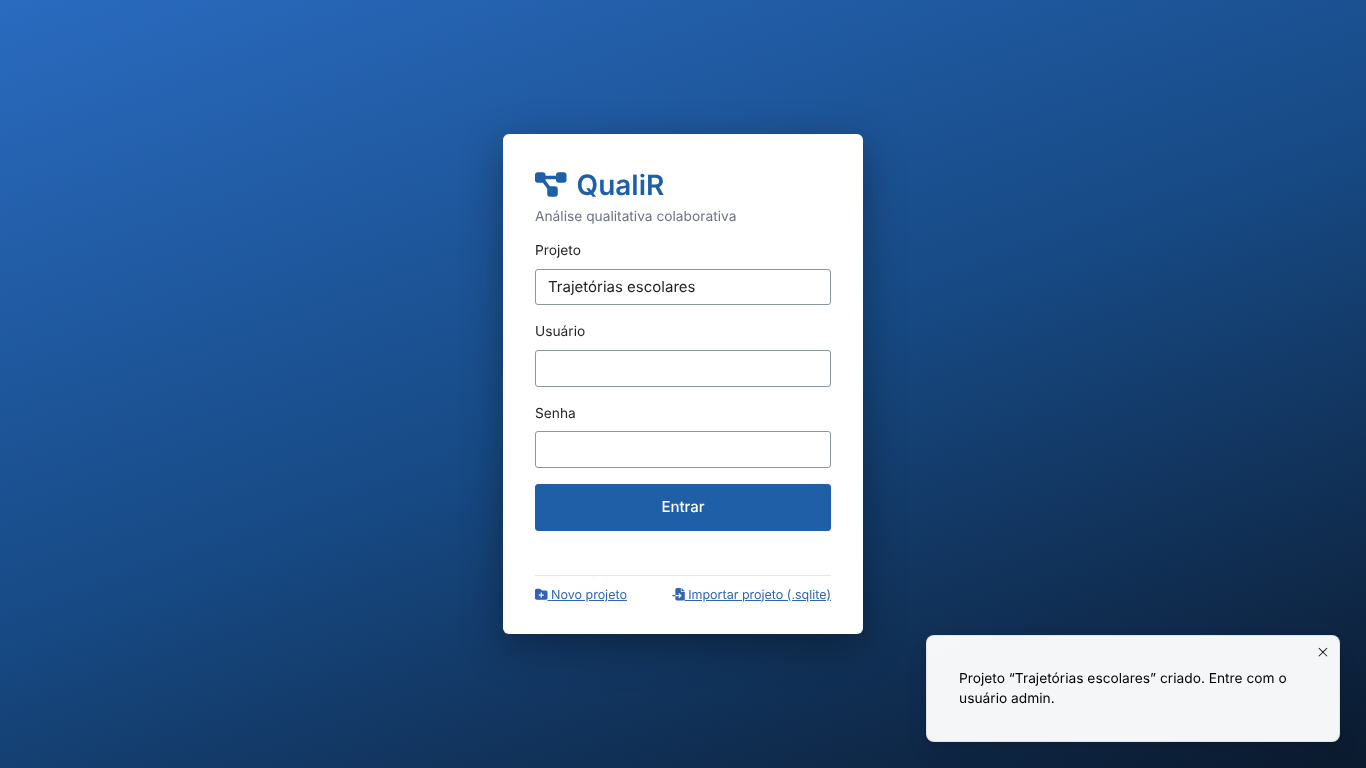 QualiR
Análise qualitativa colaborativa
Projeto
Trajetórias escolares
Usuário
Senha
Entrar
Novo projeto
Importar projeto (.sqlite)
Projeto “Trajetórias escolares” criado. Entre com o
usuário admin.